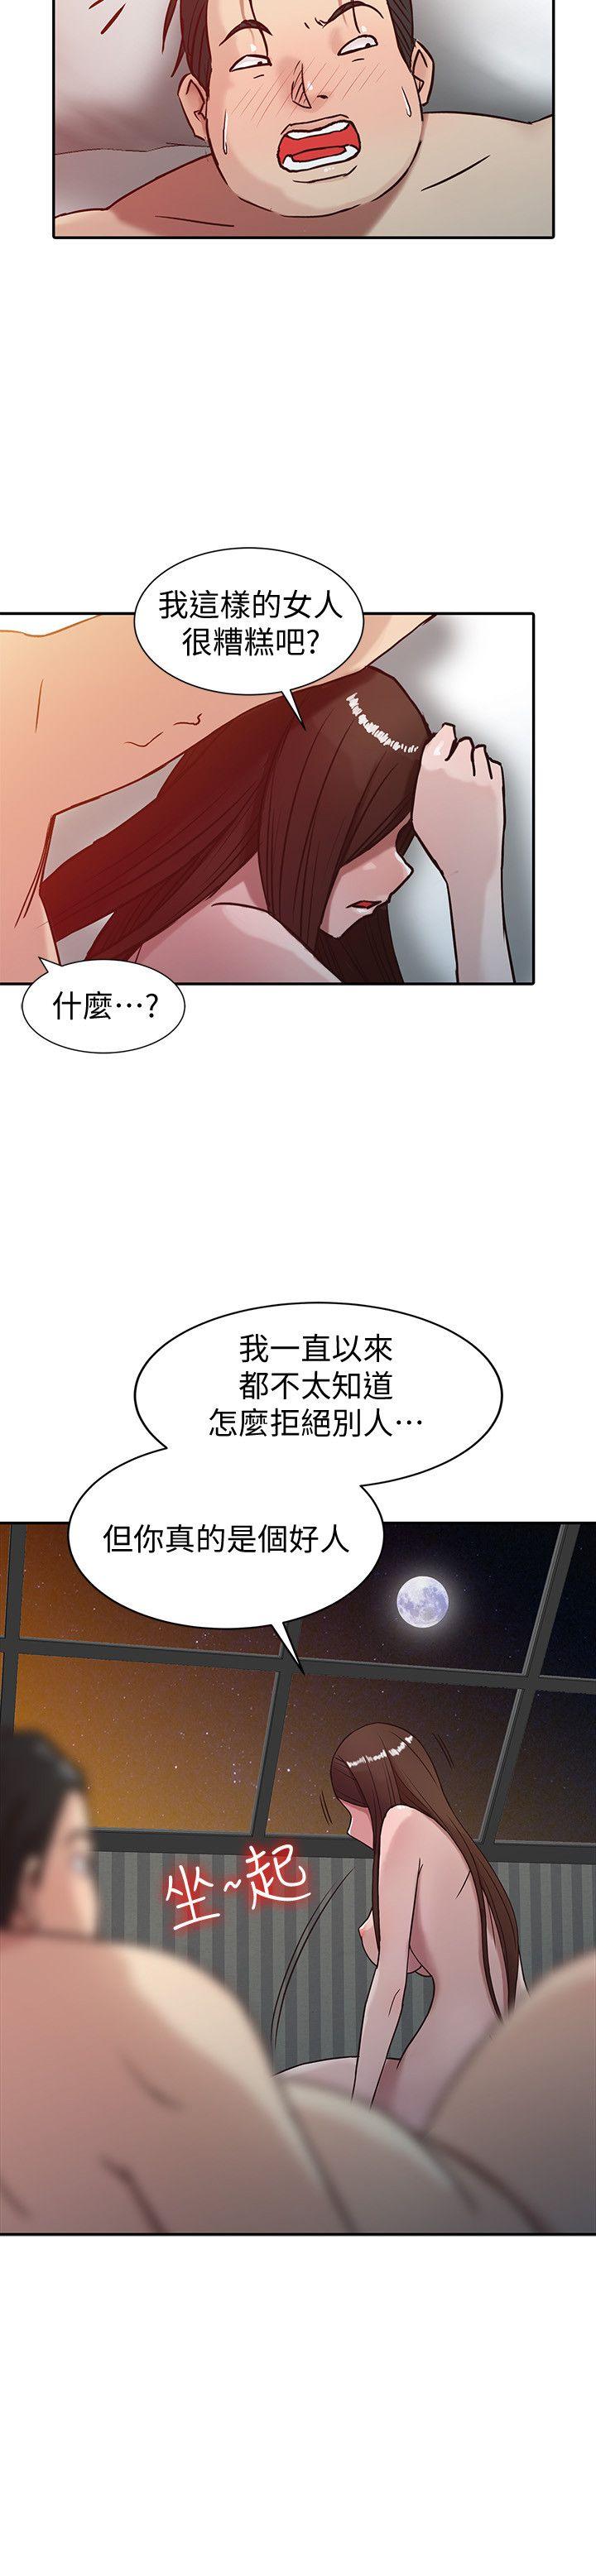 我這樣的女人
很糟糕吧?
什麼…?
我一直以來
都不太知道
怎麼拒絕別人…
但你真的是個好人
坐~起